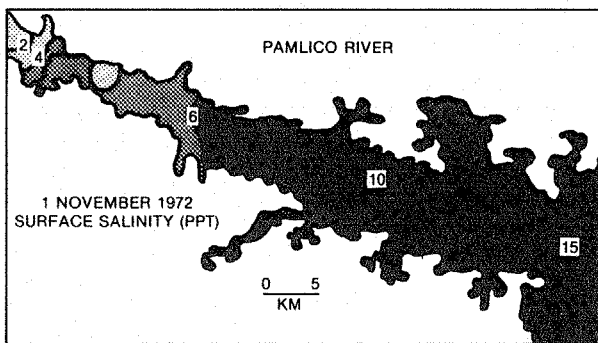 PAMLICO RIVER
2
4
6
10
15
1 NOVEMBER 1972
SURFACE SALINITY (PPT)
0 5
KM